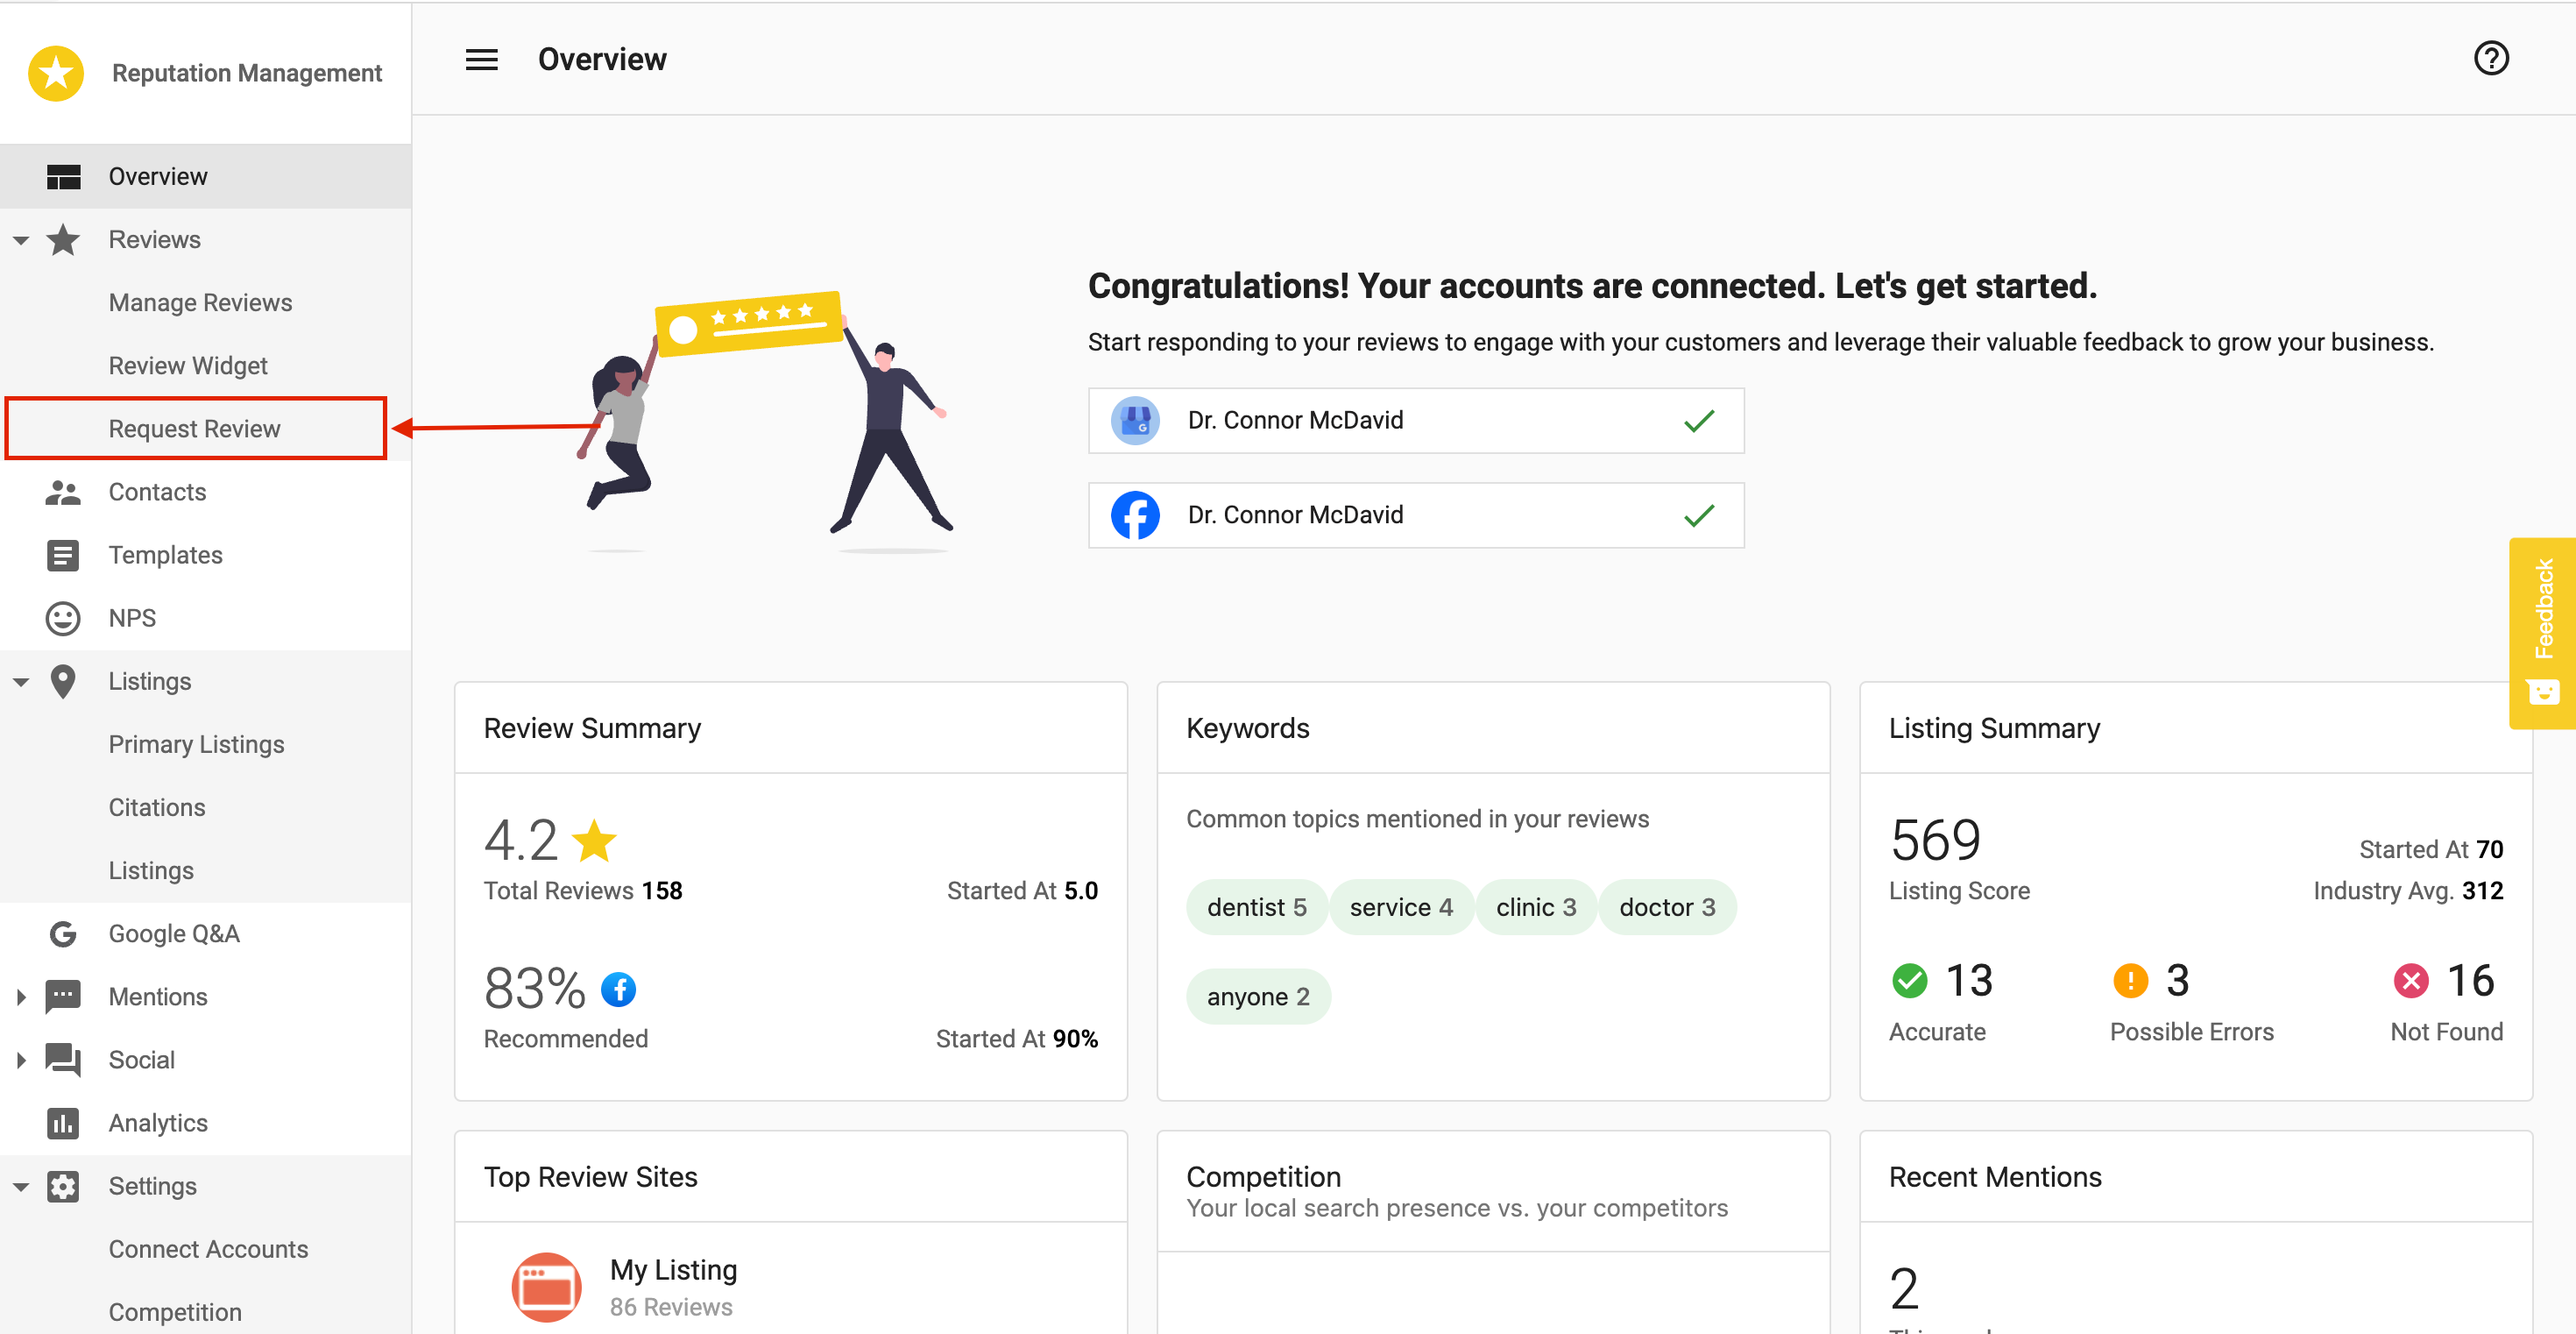 Reputation Management
Overview
Reviews
Manage Reviews
Review Widget
Request Review
Contacts
Templates
NPS
Listings
Primary Listings
Citations
Listings
Google Q&A
Mentions
Social
Analytics
Settings
Connect Accounts
Competition
Overview
Congratulations! Your accounts are connected. Let's get started.
Start responding to your reviews to engage with your customers and leverage their valuable feedback to grow your business.
Dr. Connor McDavid
Dr. Connor McDavid
Feedback
Review Summary
4.2
Total Reviews 158
Started At 5.0
83%
Recommended
Started At 90%
Keywords
Common topics mentioned in your reviews
dentist 5 service 4 clinic 3 doctor 3
anyone 2
Listing Summary
569
Listing Score
Started At 70
Industry Avg. 312
13
Accurate
3
Possible Errors
16
Not Found
Top Review Sites
My Listing
86 Reviews
Competition
Your local search presence vs. your competitors
Recent Mentions
2